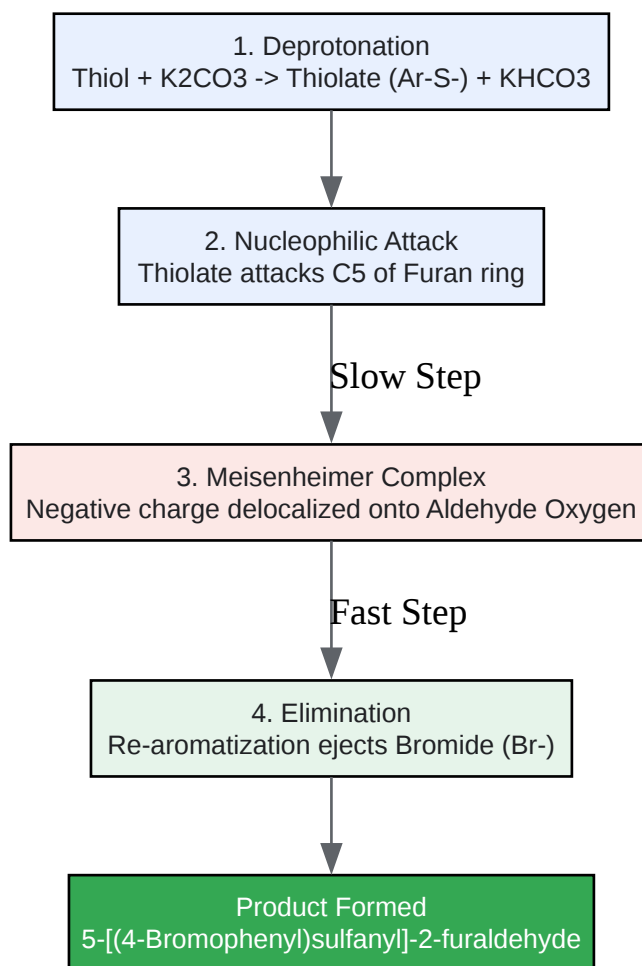 1. Deprotonation
Thiol + K2CO3 -> Thiolate (Ar-S-) + KHCO3
2. Nucleophilic Attack
Thiolate attacks C5 of Furan ring
Slow Step
3. Meisenheimer Complex
Negative charge delocalized onto Aldehyde Oxygen
Fast Step
4. Elimination
Re-aromatization ejects Bromide (Br-)
Product Formed
5-[(4-Bromophenyl)sulfanyl]-2-furaldehyde